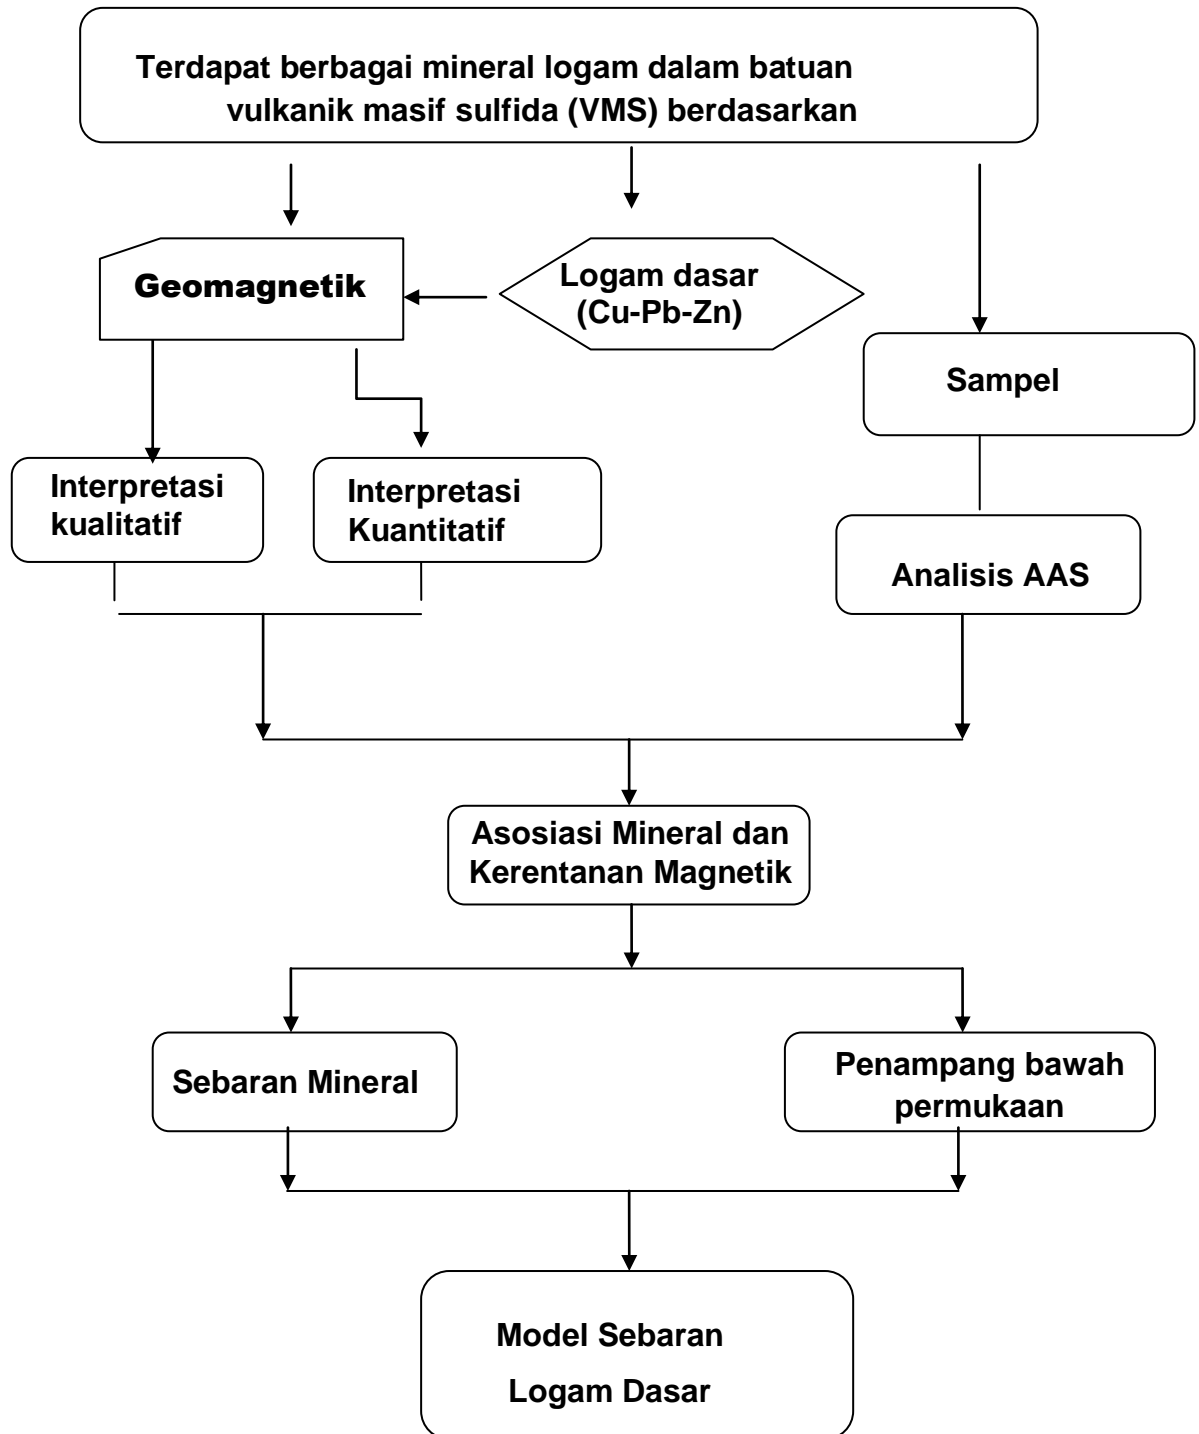 Terdapat berbagai mineral logam dalam batuan
vulkanik masif sulfida (VMS) berdasarkan
Geomagnetik
Logam dasar
(Cu-Pb-Zn)
Sampel
Interpretasi
kualitatif
Interpretasi
Kuantitatif
Analisis AAS
Asosiasi Mineral dan
Kerentanan Magnetik
Sebaran Mineral
Penampang bawah
permukaan
Model Sebaran
Logam Dasar